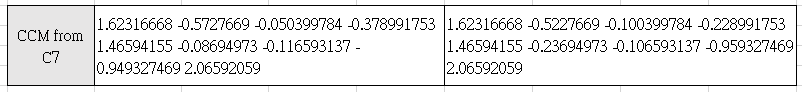 CCM from
C7
1.62316668 -0.5727669 -0.050399784 -0.378991753
1.46594155 -0.08694973 -0.116593137 -
0.949327469 2.06592059
1.62316668 -0.5227669 -0.100399784 -0.228991753
1.46594155 -0.23694973 -0.106593137 -0.959327469
2.06592059